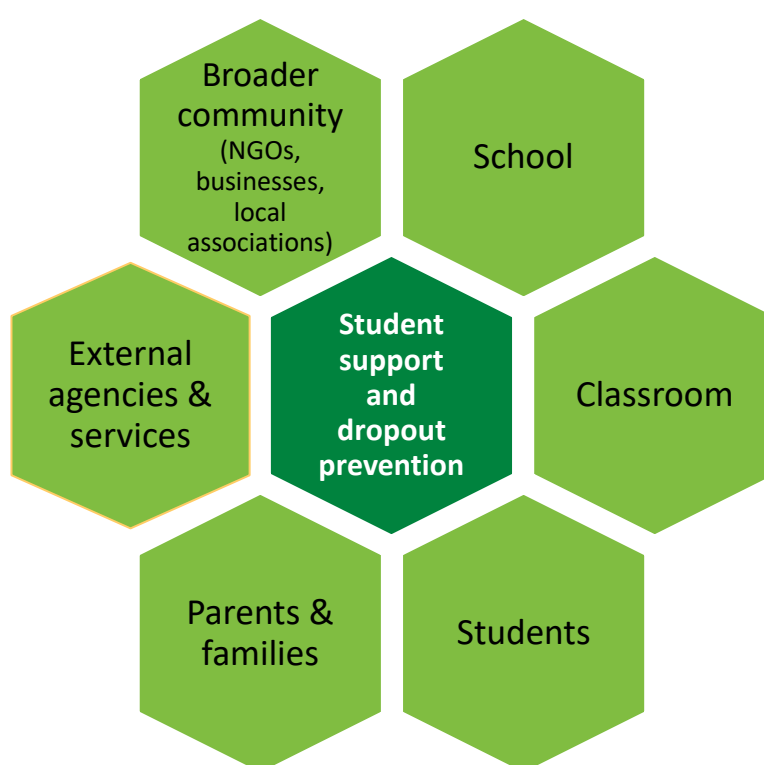 Broader
community
(NGOs,
businesses,
local
associations)
School
External
agencies &
services
Student
support
and
dropout
prevention
Classroom
Parents &
families
Students